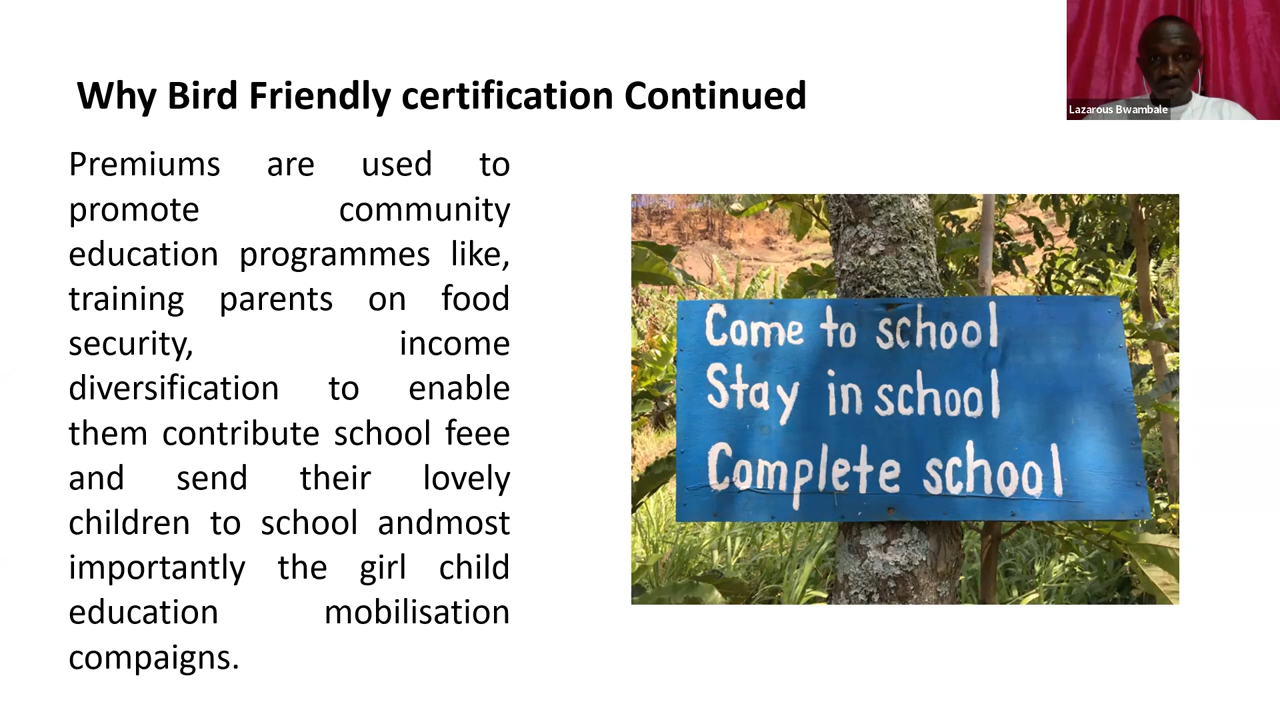 Why Bird Friendly certification Continued
Lazarous Bwambale
Premiums are used to
promote community
education programmes like,
training parents on food
security, income
diversification to enable
them contribute school feee
and send their lovely
children to school andmost
importantly the girl child
education mobilisation
compaigns.
Come to school
Stay in school
Complete school